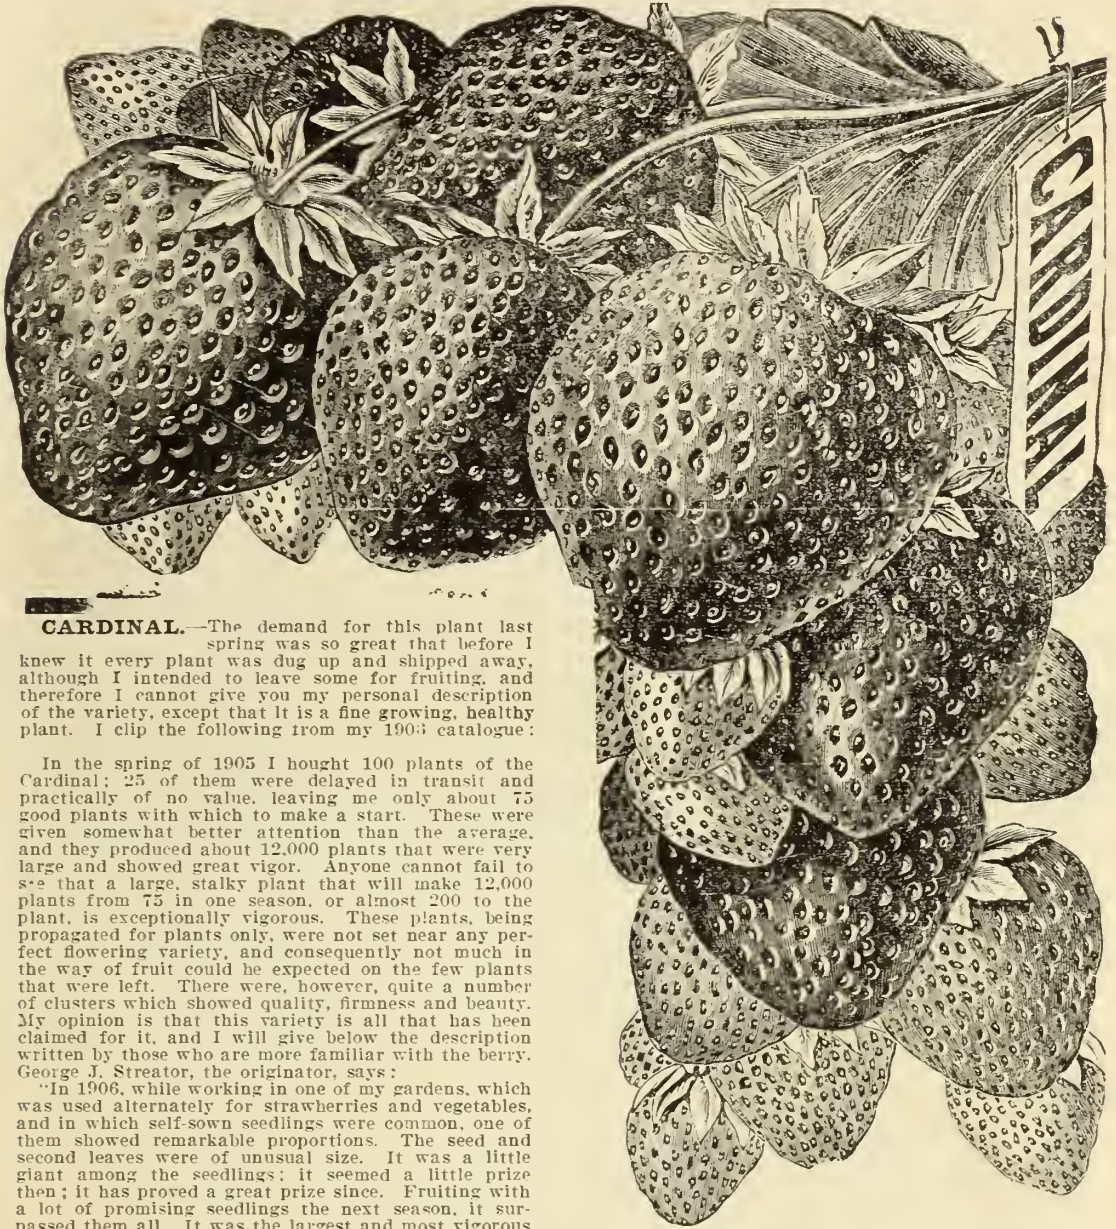 CARDINAL
CARDINAL.—The demand for this plant last
spring was so great that before I
knew it every plant was dug up and shipped away,
although I intended to leave some for fruiting, and
therefore I cannot give you my personal description
of the variety, except that it is a fine growing, healthy
plant. I clip the following from my catalogue:
In the spring of 1905 I bought 100 plants of the
Cardinal; 25 of them were delayed in transit and
practically of no value, leaving me only about 75
good plants with which to make a start. These were
given somewhat better attention than the average,
and they produced about 12,000 plants that were very
large and showed great vigor. Anyone cannot fail to
see that a large, stalky plant that will make 12,000
plants from 75 in one season, or almost 200 to the
plant, is exceptionally vigorous. These plants, being
propagated for plants only, were not set near any per-
fect flowering variety, and consequently not much in
the way of fruit could be expected on the few plants
that were left. There were, however, quite a number
of clusters which showed quality, firmness and beauty.
My opinion is that this variety is all that has been
claimed for it, and I will give below the description
written by those who are more familiar with the berry.
George J. Streator, the originator, says:
"In 1906, while working in one of my gardens, which
was used alternately for strawberries and vegetables,
and in which self-sown seedlings were common, one of
them showed remarkable proportions. The seed and
second leaves were of unusual size. It was a little
giant among the seedlings; it seemed a little prize
then; it has proved a great prize since. Fruiting with
a lot of promising seedlings the next season, it sur-
passed them all. It was the largest and most vigorous